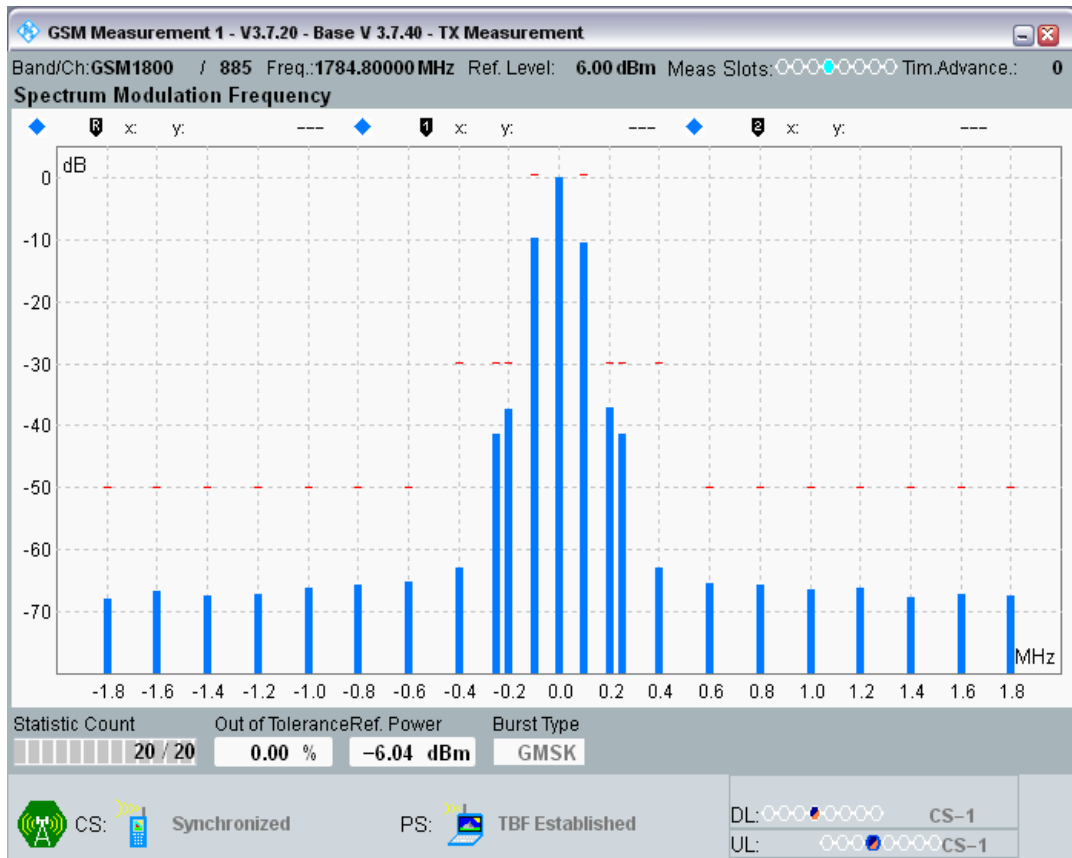 GSM Measurement 1 - V3.7.20 - Base V 3.7.40 - TX Measurement
Band/Ch:GSM1800 / 885 Freq.:1784.80000 MHz Ref. Level: 6.00 dBm Meas Slots: Tim.Advance.: 0
Spectrum Modulation Frequency
R x: y: --- 1 x: y: --- 2 x: y: ---
dB
0
-10
-20
-30
-40
-50
-60
-70
MHz
-1.8 -1.6 -1.4 -1.2 -1.0 -0.8 -0.6 -0.4 -0.2 0.0 0.2 0.4 0.6 0.8 1.0 1.2 1.4 1.6 1.8
Statistic Count Out of Tolerance Ref. Power Burst Type
20 / 20 0.00 % −6.04 dBm GMSK
CS: Synchronized PS: TBF Established
DL: CS−1
UL: CS−1